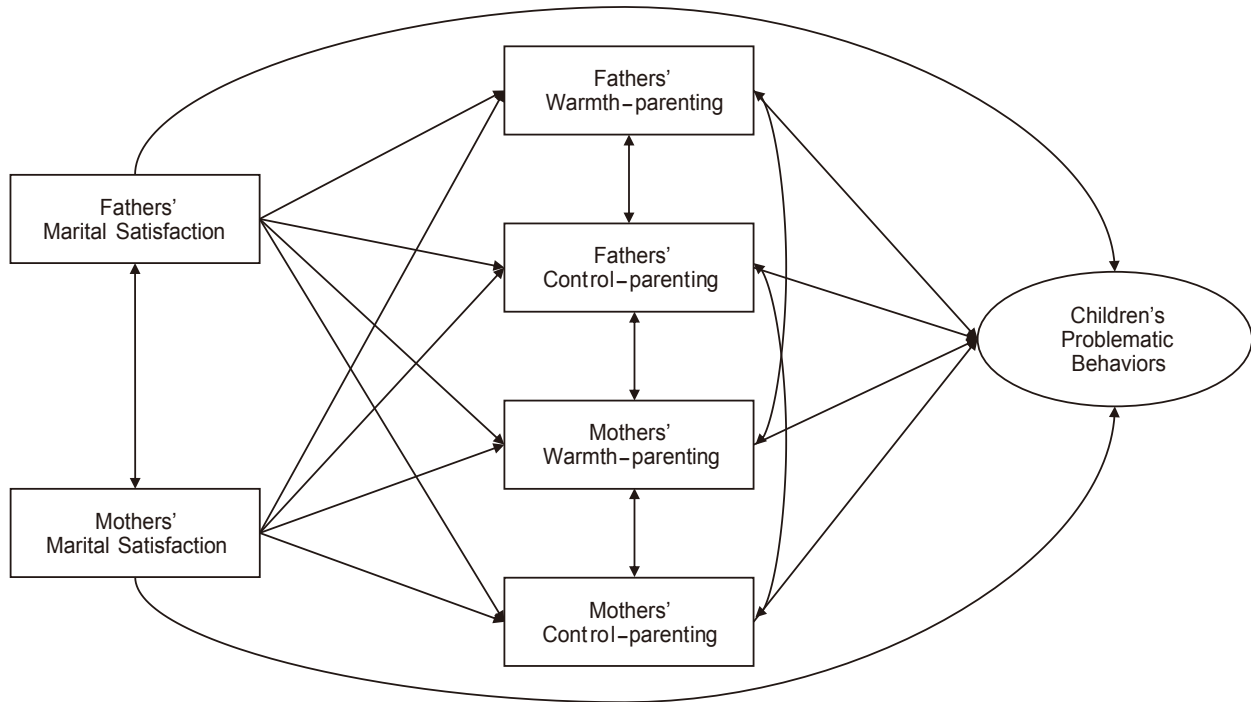 Fathers’
Warmth-parenting
Fathers’
Marital Satisfaction
Fathers’
Control-parenting
Children’s
Problematic
Behaviors
Mothers’
Warmth-parenting
Mothers’
Marital Satisfaction
Mothers’
Control-parenting